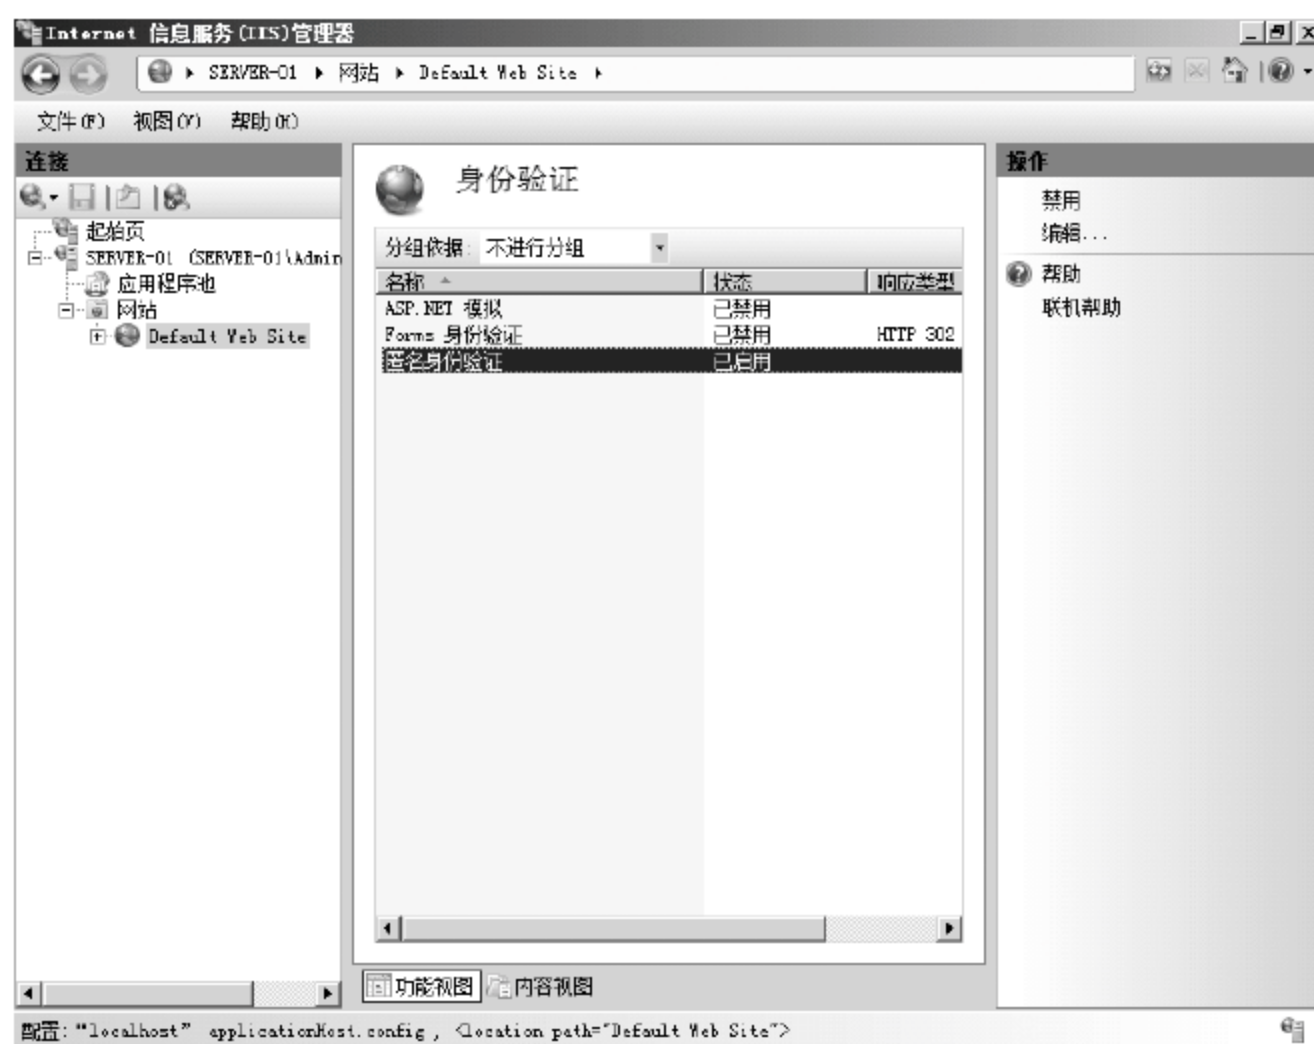 Internet 信息服务(IIS)管理器
SERVER-01 ▸ 网站 ▸ Default Web Site ▸
文件(F) 视图(V) 帮助(H)
连接
起始页
SERVER-01 (SERVER-01\Admin
应用程序池
网站
Default Web Site
身份验证
分组依据: 不进行分组
名称 状态 响应类型
ASP.NET 模拟 已禁用
Forms 身份验证 已禁用 HTTP 302
匿名身份验证 已启用
功能视图 内容视图
操作
禁用
编辑...
帮助
联机帮助
配置:"localhost" applicationHost.config , <location path="Default Web Site">